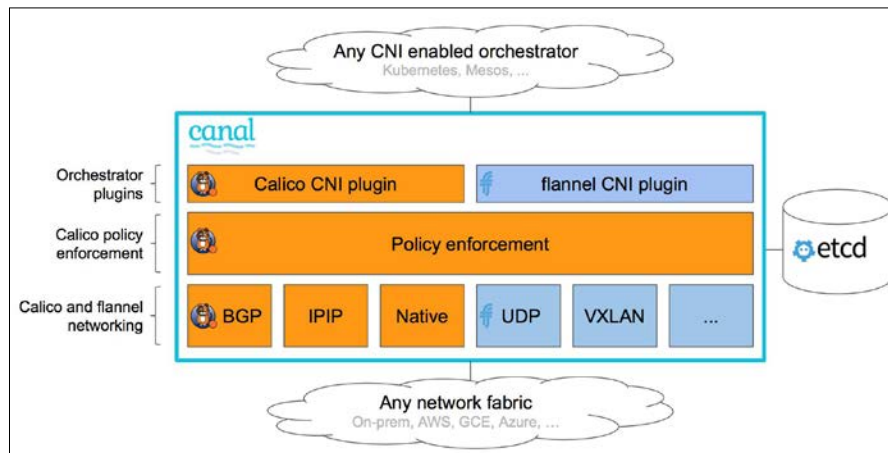 Any CNI enabled orchestrator
Kubernetes, Mesos, ...
canal
Orchestrator
plugins
Calico CNI plugin
flannel CNI plugin
Calico policy
enforcement
Policy enforcement
etcd
Calico and flannel
networking
BGP
IPIP
Native
UDP
VXLAN
...
Any network fabric
On-prem, AWS, GCE, Azure, ...